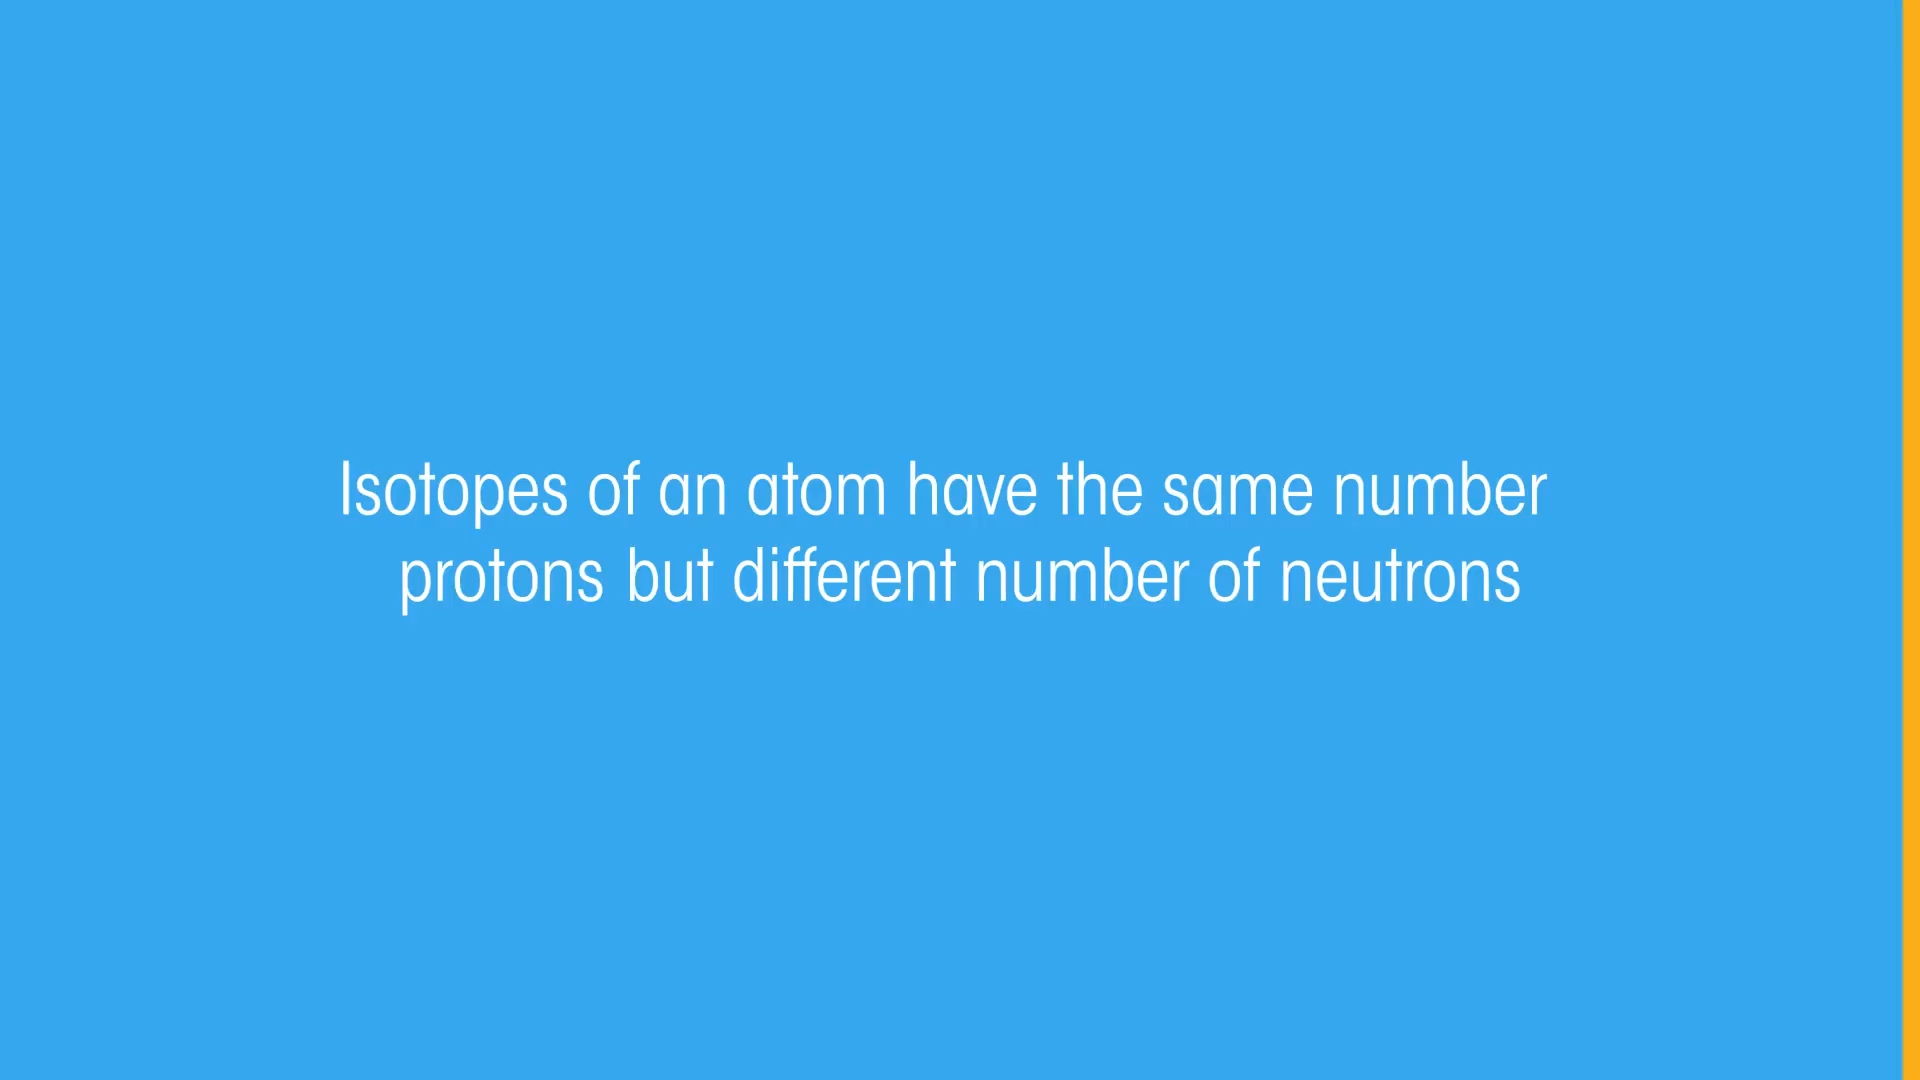 Isotopes of an atom have the same number
protons but different number of neutrons